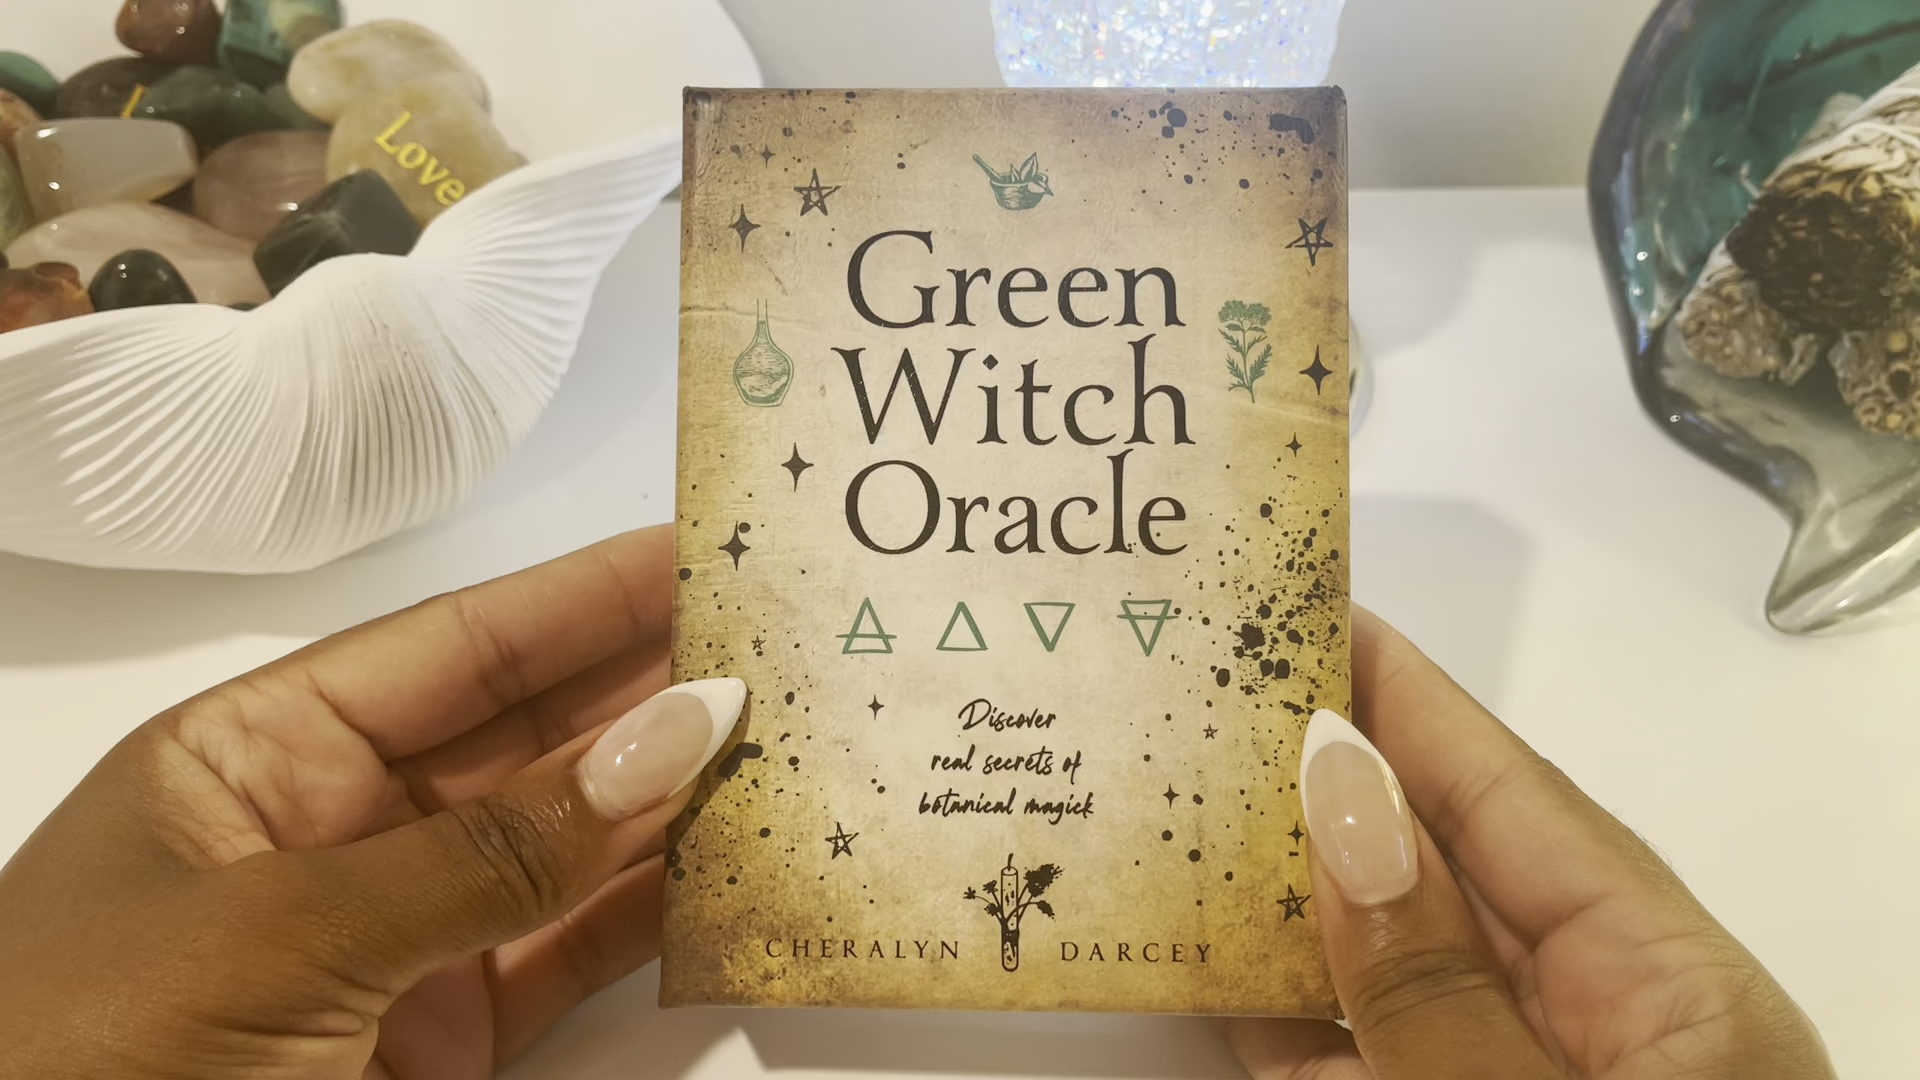 Love
Green
Witch
Oracle
Discover
real secrets of
botanical magick
CHERALYN DARCEY